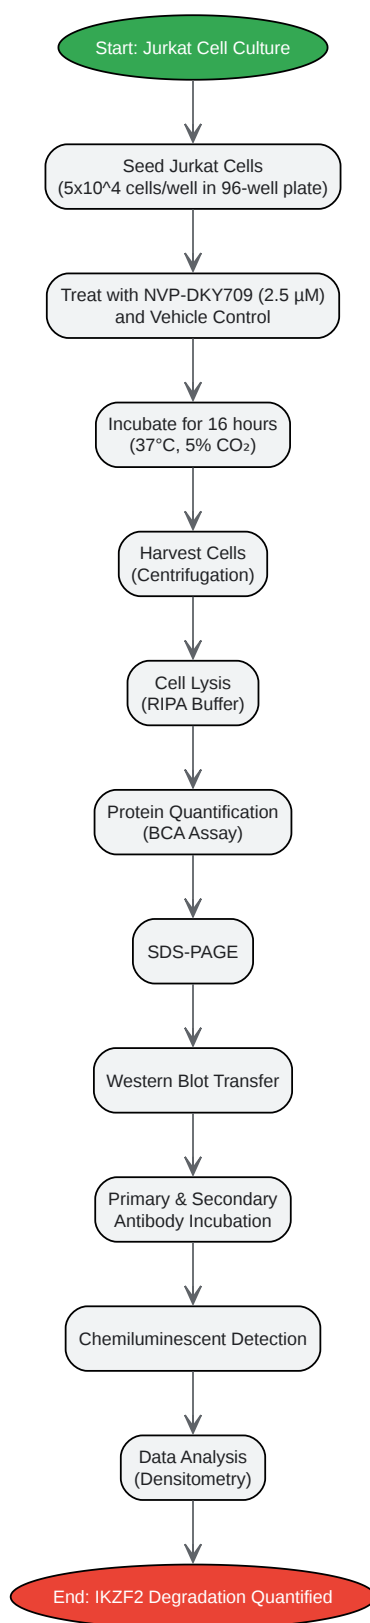 Start: Jurkat Cell Culture
Seed Jurkat Cells
(5x10^4 cells/well in 96-well plate)
Treat with NVP-DKY709 (2.5 µM)
and Vehicle Control
Incubate for 16 hours
(37°C, 5% CO₂)
Harvest Cells
(Centrifugation)
Cell Lysis
(RIPA Buffer)
Protein Quantification
(BCA Assay)
SDS-PAGE
Western Blot Transfer
Primary & Secondary
Antibody Incubation
Chemiluminescent Detection
Data Analysis
(Densitometry)
End: IKZF2 Degradation Quantified